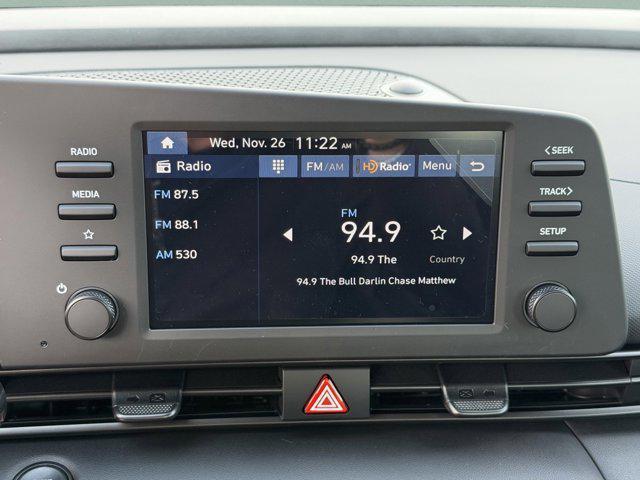 Wed, Nov. 26 11:22 AM
RADIO
MEDIA
Radio
FM/AM
HD Radio
Menu
FM 87.5
FM 88.1
AM 530
FM
94.9
94.9 The
Country
94.9 The Bull Darlin Chase Matthew
<SEEK
TRACK>
SETUP